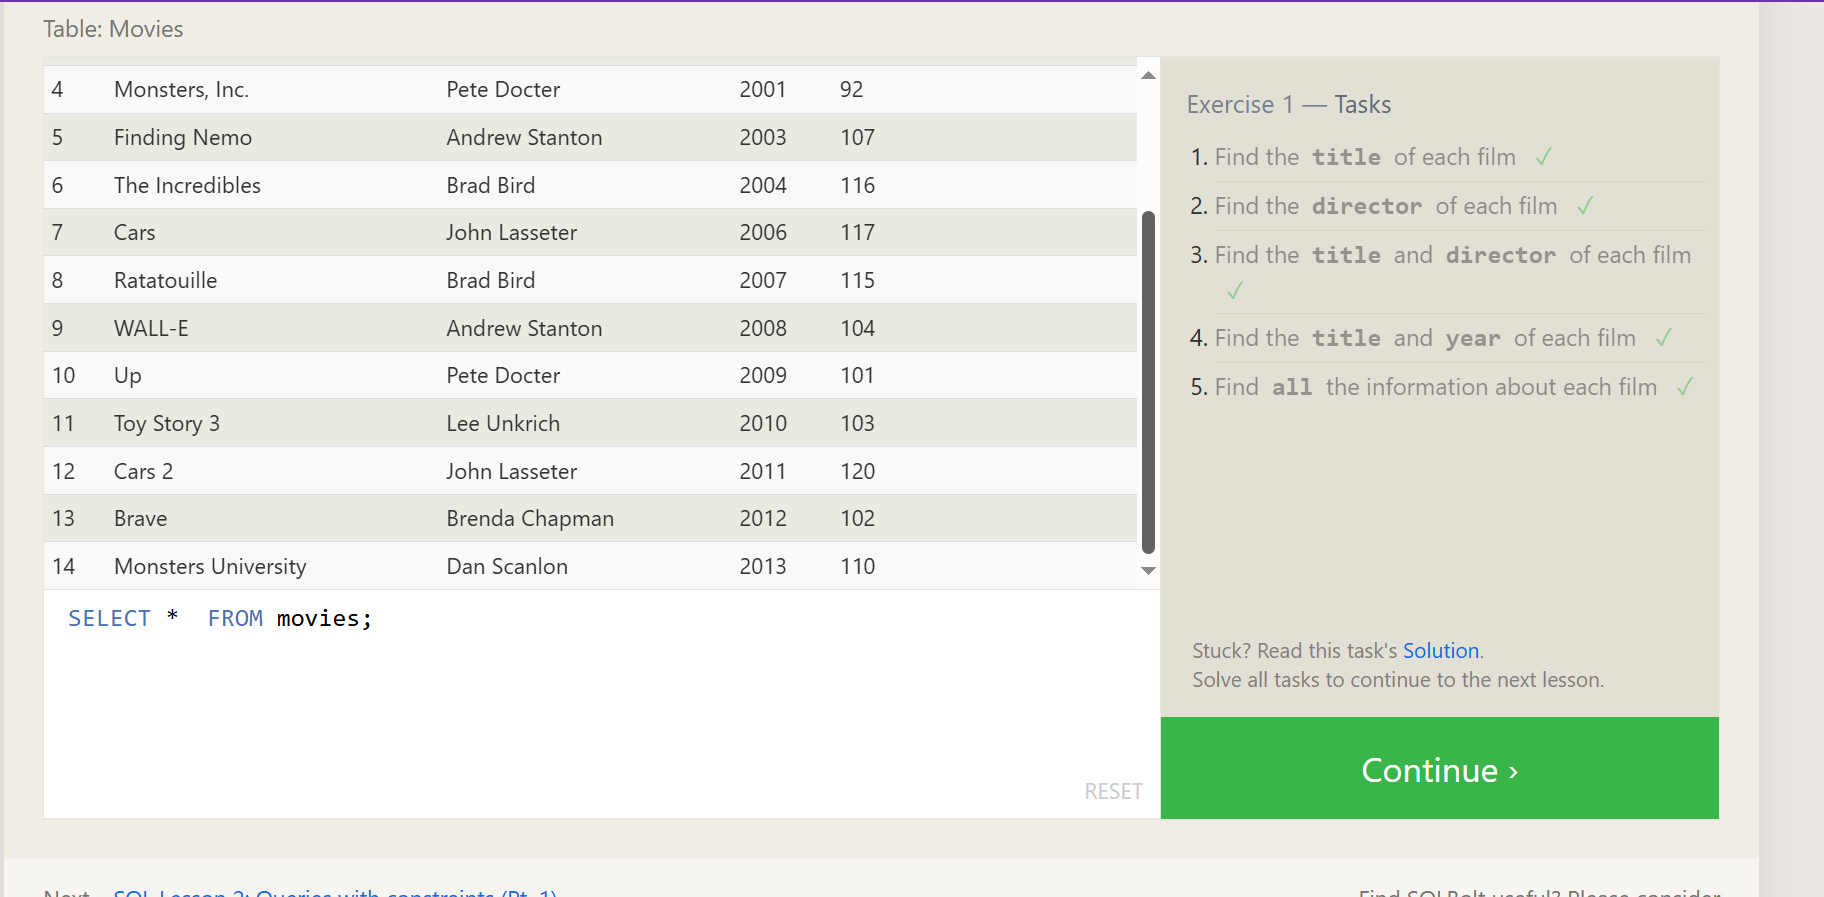 Table: Movies
4 Monsters, Inc. Pete Docter 2001 92
5 Finding Nemo Andrew Stanton 2003 107
6 The Incredibles Brad Bird 2004 116
7 Cars John Lasseter 2006 117
8 Ratatouille Brad Bird 2007 115
9 WALL-E Andrew Stanton 2008 104
10 Up Pete Docter 2009 101
11 Toy Story 3 Lee Unkrich 2010 103
12 Cars 2 John Lasseter 2011 120
13 Brave Brenda Chapman 2012 102
14 Monsters University Dan Scanlon 2013 110
SELECT *  FROM movies;
RESET
Exercise 1 — Tasks
1. Find the title of each film ✓
2. Find the director of each film ✓
3. Find the title and director of each film
✓
4. Find the title and year of each film ✓
5. Find all the information about each film ✓
Stuck? Read this task's Solution.
Solve all tasks to continue to the next lesson.
Continue ›
Next – SQL Lesson 2: Queries with constraints (Pt. 1)
Find SQLBolt useful? Please consider